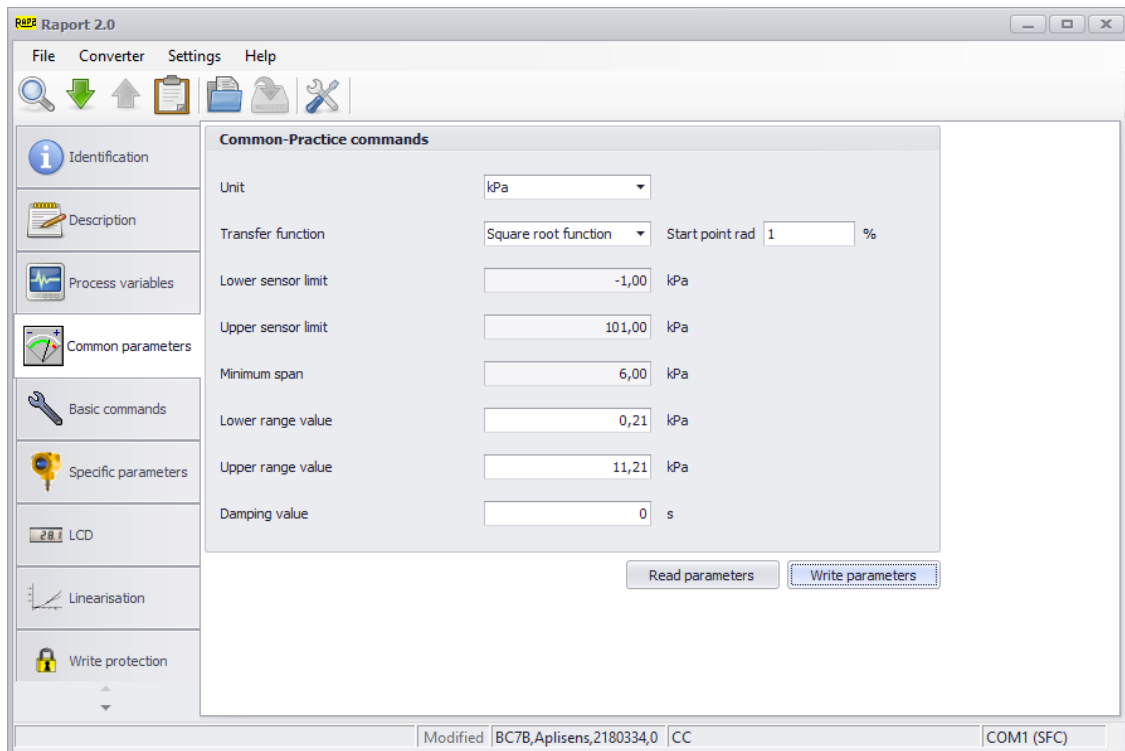 RAP2 Raport 2.0
File Converter Settings Help
Identification
Description
Process variables
Common parameters
Basic commands
Specific parameters
28.1 LCD
Linearisation
Write protection
Common-Practice commands
Unit kPa
Transfer function Square root function Start point rad 1 %
Lower sensor limit -1,00 kPa
Upper sensor limit 101,00 kPa
Minimum span 6,00 kPa
Lower range value 0,21 kPa
Upper range value 11,21 kPa
Damping value 0 s
Read parameters Write parameters
Modified BC7B,Aplisens,2180334,0 CC COM1 (SFC)